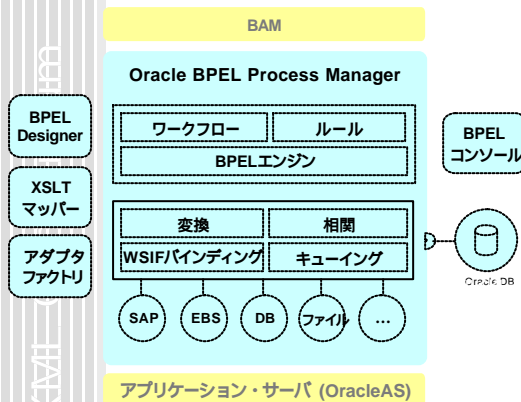 BAM
Oracle BPEL Process Manager
BPEL
Designer
XSLT
マッパー
アダプタ
ファクトリ
ワークフロー
ルール
BPELエンジン
変換
相関
WSIFバインディング
キューイング
SAP
EBS
DB
ファイル
...
BPEL
コンソール
Oracle DB
アプリケーション・サーバ (OracleAS)